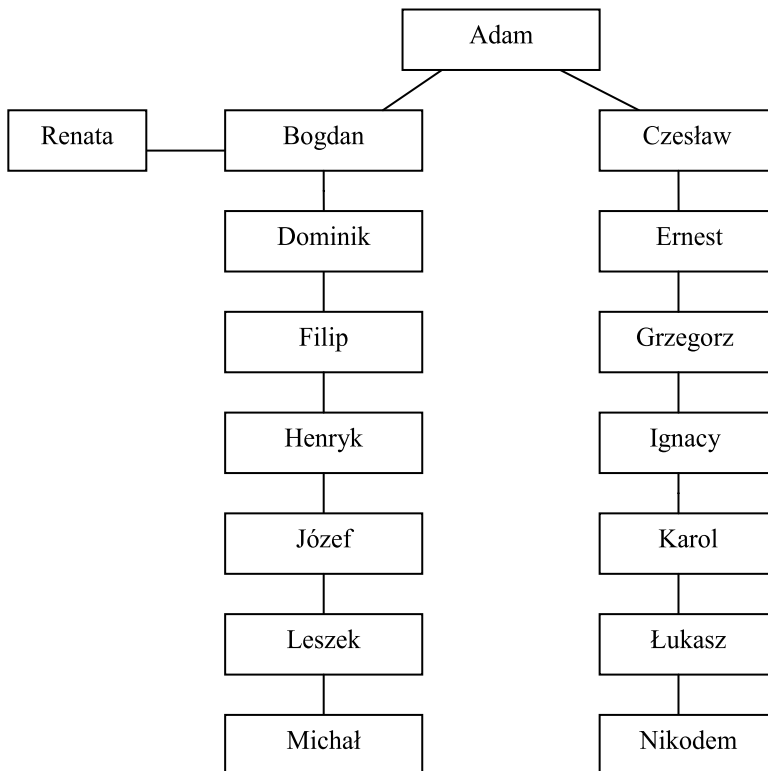 Adam
Renata
Bogdan
Czesław
Dominik
Ernest
Filip
Grzegorz
Henryk
Ignacy
Józef
Karol
Leszek
Łukasz
Michał
Nikodem